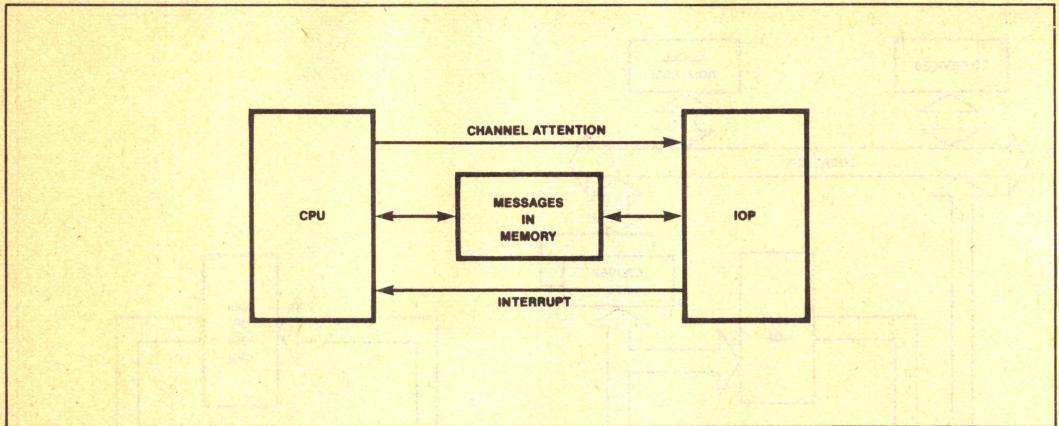 CHANNEL ATTENTION
CPU
MESSAGES
IN
MEMORY
IOP
INTERRUPT